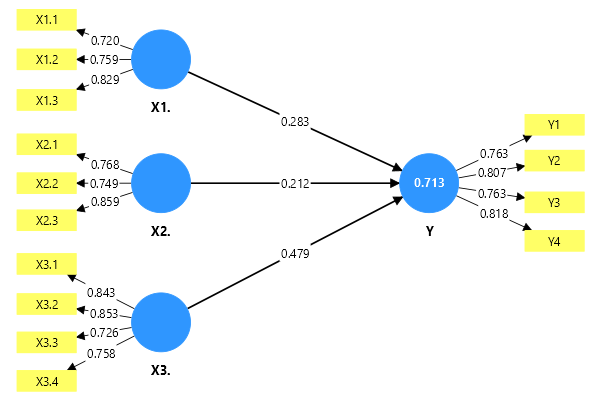 X1.1
0.720
X1.2
0.759
X1.3
0.829
X1.
X2.1
0.768
X2.2
0.749
X2.3
0.859
X2.
X3.1
0.843
X3.2
0.853
X3.3
0.726
X3.4
0.758
X3.
0.283
0.212
0.479
0.713
Y
Y1
0.763
Y2
0.807
Y3
0.763
Y4
0.818